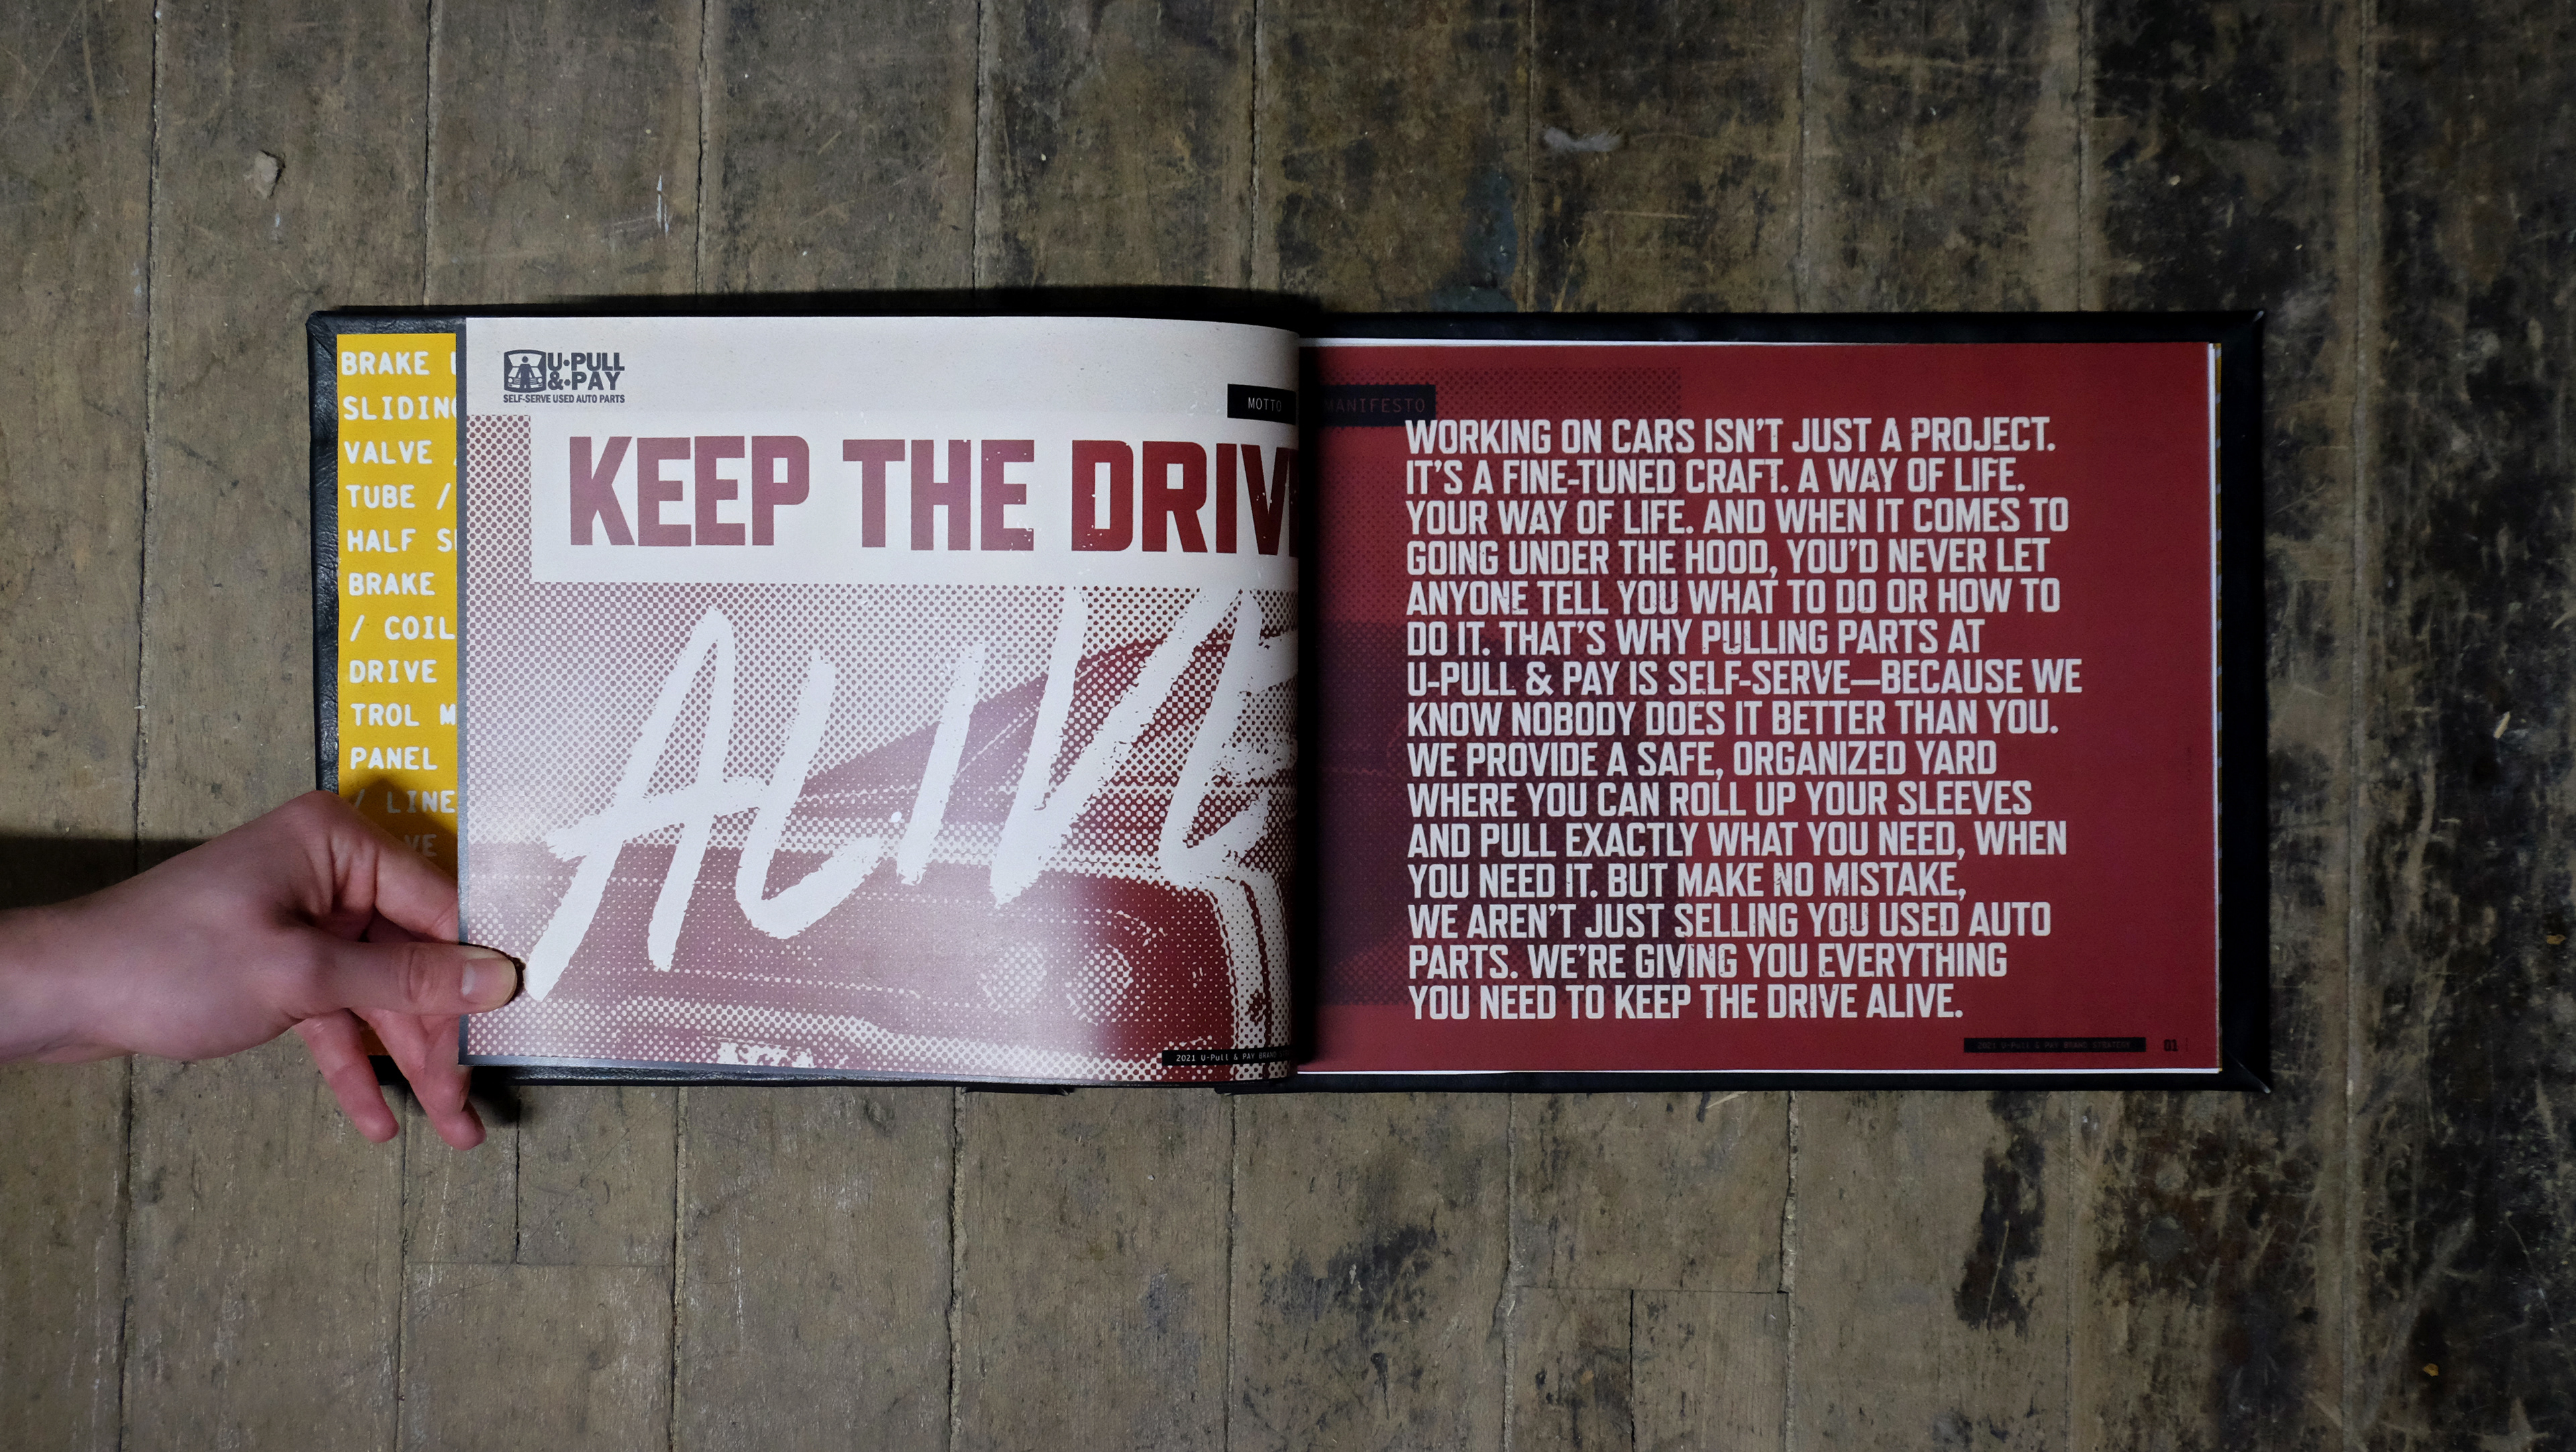 BRAKE
SLIDING
VALVE
TUBE /
HALF
BRAKE
/ COIL
DRIVE
TROL
PANEL
/ LINE
U•PULL
&•PAY
SELF-SERVE USED AUTO PARTS
MOTTO
KEEP THE DRIVE
ALIVE
2021 U-Pull & PAY BRAND
MANIFESTO
WORKING ON CARS ISN'T JUST A PROJECT.
IT'S A FINE-TUNED CRAFT. A WAY OF LIFE.
YOUR WAY OF LIFE. AND WHEN IT COMES TO
GOING UNDER THE HOOD, YOU'D NEVER LET
ANYONE TELL YOU WHAT TO DO OR HOW TO
DO IT. THAT'S WHY PULLING PARTS AT
U-PULL & PAY IS SELF-SERVE—BECAUSE WE
KNOW NOBODY DOES IT BETTER THAN YOU.
WE PROVIDE A SAFE, ORGANIZED YARD
WHERE YOU CAN ROLL UP YOUR SLEEVES
AND PULL EXACTLY WHAT YOU NEED, WHEN
YOU NEED IT. BUT MAKE NO MISTAKE,
WE AREN'T JUST SELLING YOU USED AUTO
PARTS. WE'RE GIVING YOU EVERYTHING
YOU NEED TO KEEP THE DRIVE ALIVE.
2021 U-Pull & PAY BRAND STRATEGY
01